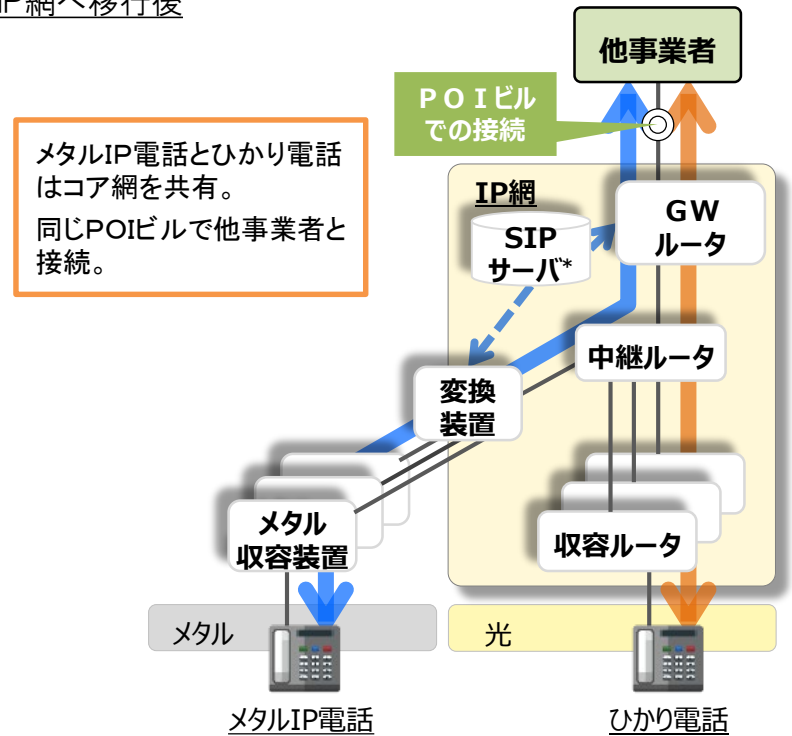 IP網へ移行後
他事業者
ＰＯＩビル
での接続
メタルIP電話とひかり電話
はコア網を共有。
同じPOIビルで他事業者と
接続。
IP網
GW
ルータ
SIP
サーバ*
中継ルータ
変換
装置
メタル
収容装置
収容ルータ
メタル
光
メタルIP電話
ひかり電話